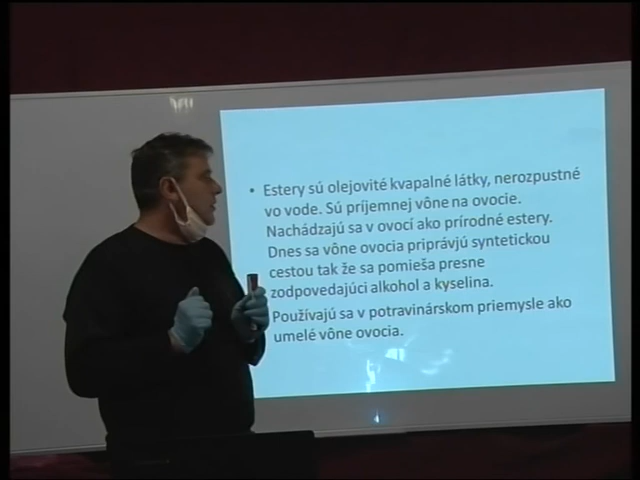 • Estery sú olejovité kvapalné látky, nerozpustné
vo vode. Sú príjemnej vône na ovocie.
Nachádzajú sa v ovocí ako prírodné estery.
Dnes sa vône ovocia priprávjú syntetickou
cestou tak že sa pomieša presne
zodpovedajúci alkohol a kyselina.
Používajú sa v potravinárskom priemysle ako
umelé vône ovocia.